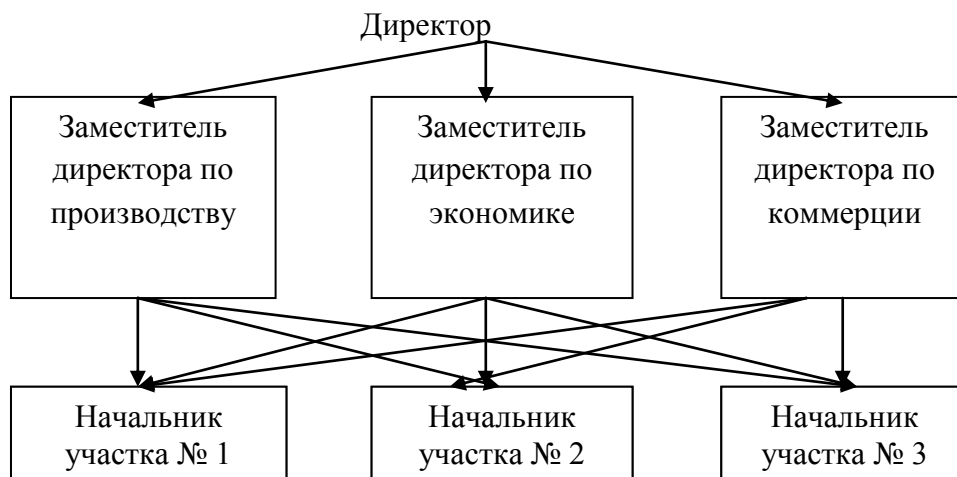 Директор
Заместитель
директора по
производству
Заместитель
директора по
экономике
Заместитель
директора по
коммерции
Начальник
участка № 1
Начальник
участка № 2
Начальник
участка № 3